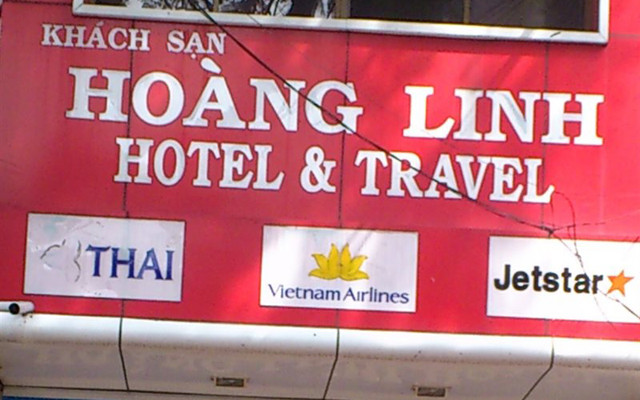 KHÁCH SẠN
HOÀNG LINH
HOTEL & TRAVEL
THAI
Vietnam Airlines
Jetstar